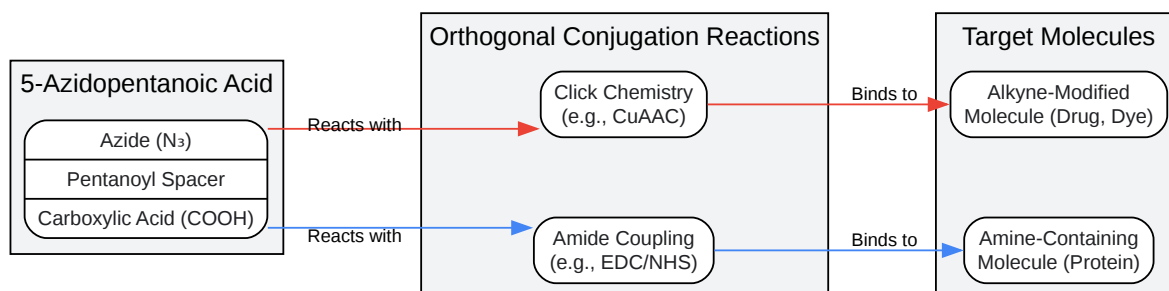 5-Azidopentanoic Acid
Azide (N₃)
Pentanoyl Spacer
Carboxylic Acid (COOH)
Reacts with
Reacts with
Orthogonal Conjugation Reactions
Click Chemistry
(e.g., CuAAC)
Amide Coupling
(e.g., EDC/NHS)
Binds to
Binds to
Target Molecules
Alkyne-Modified
Molecule (Drug, Dye)
Amine-Containing
Molecule (Protein)